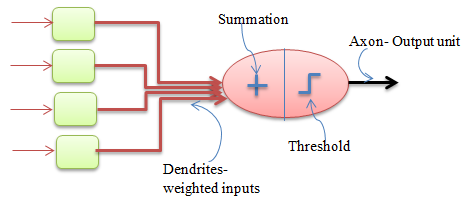 Summation
Axon- Output unit
Threshold
Dendrites-
weighted inputs